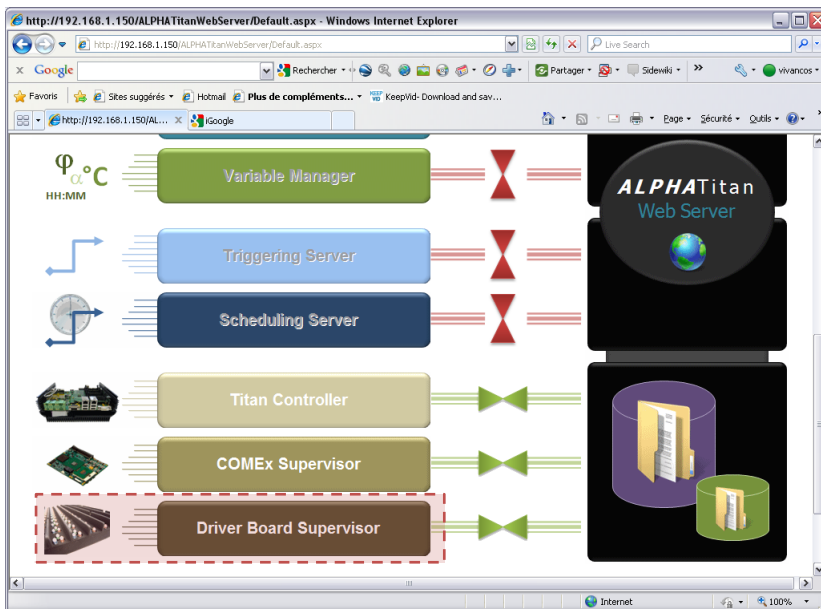 http://192.168.1.150/ALPHATitanWebServer/Default.aspx - Windows Internet Explorer
http://192.168.1.150/ALPHATitanWebServer/Default.aspx
Live Search
x Google Rechercher Partager Sidewiki vivancos
Favoris Sites suggérés Hotmail Plus de compléments... KEEP VID KeepVid- Download and sav...
http://192.168.1.150/AL... X iGoogle Page Sécurité Outils
φ α °C
HH:MM
Variable Manager
ALPHATitan
Web Server
Triggering Server
Scheduling Server
Titan Controller
COMEx Supervisor
Driver Board Supervisor
Internet 100%